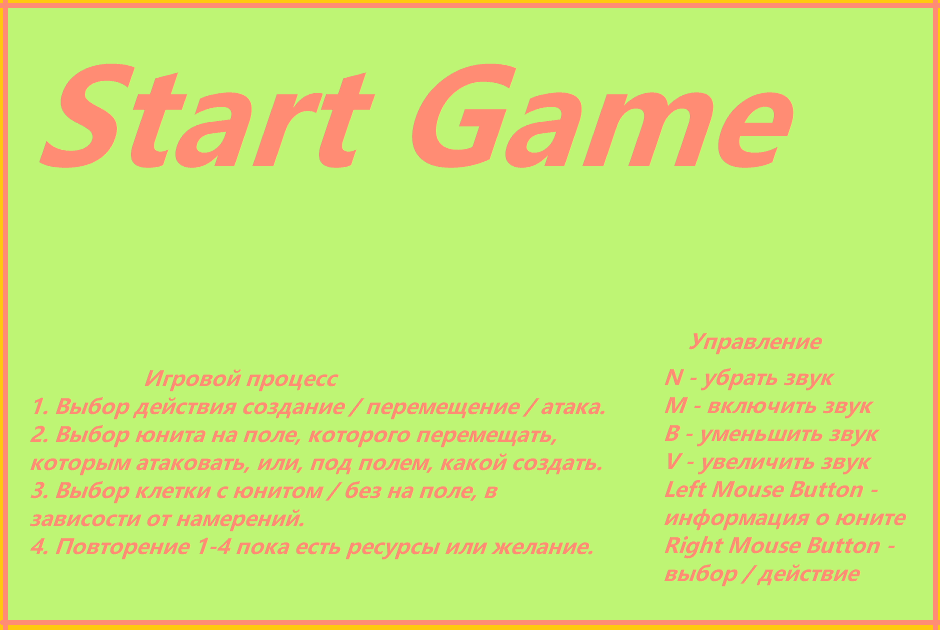 Start Game
Игровой процесс
1. Выбор действия создание / перемещение / атака.
2. Выбор юнита на поле, которого перемещать,
которым атаковать, или, под полем, какой создать.
3. Выбор клетки с юнитом / без на поле, в
зависости от намерений.
4. Повторение 1-4 пока есть ресурсы или желание.
Управление
N - убрать звук
M - включить звук
B - уменьшить звук
V - увеличить звук
Left Mouse Button -
информация о юните
Right Mouse Button -
выбор / действие